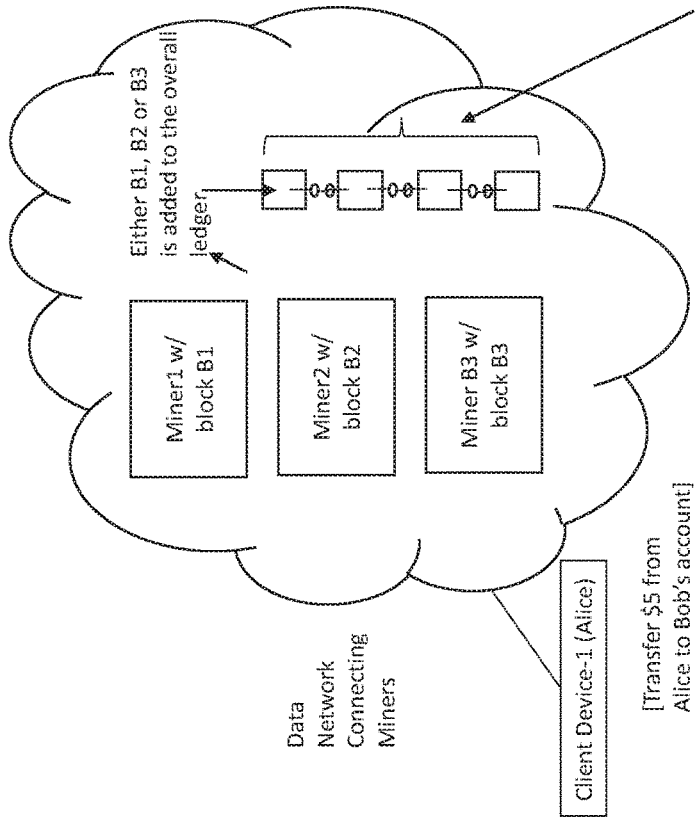 Data
Network
Connecting
Miners
Miner1 w/
block B1
Miner2 w/
block B2
Miner B3 w/
block B3
Either B1, B2 or B3
is added to the overall
ledger
Client Device-1 (Alice)
[Transfer $5 from
Alice to Bob's account]